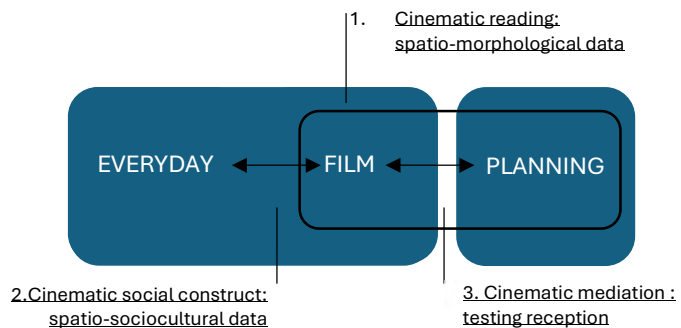 1. Cinematic reading:
spatio-morphological data
EVERYDAY FILM PLANNING
2.Cinematic social construct:
spatio-sociocultural data
3. Cinematic mediation :
testing reception